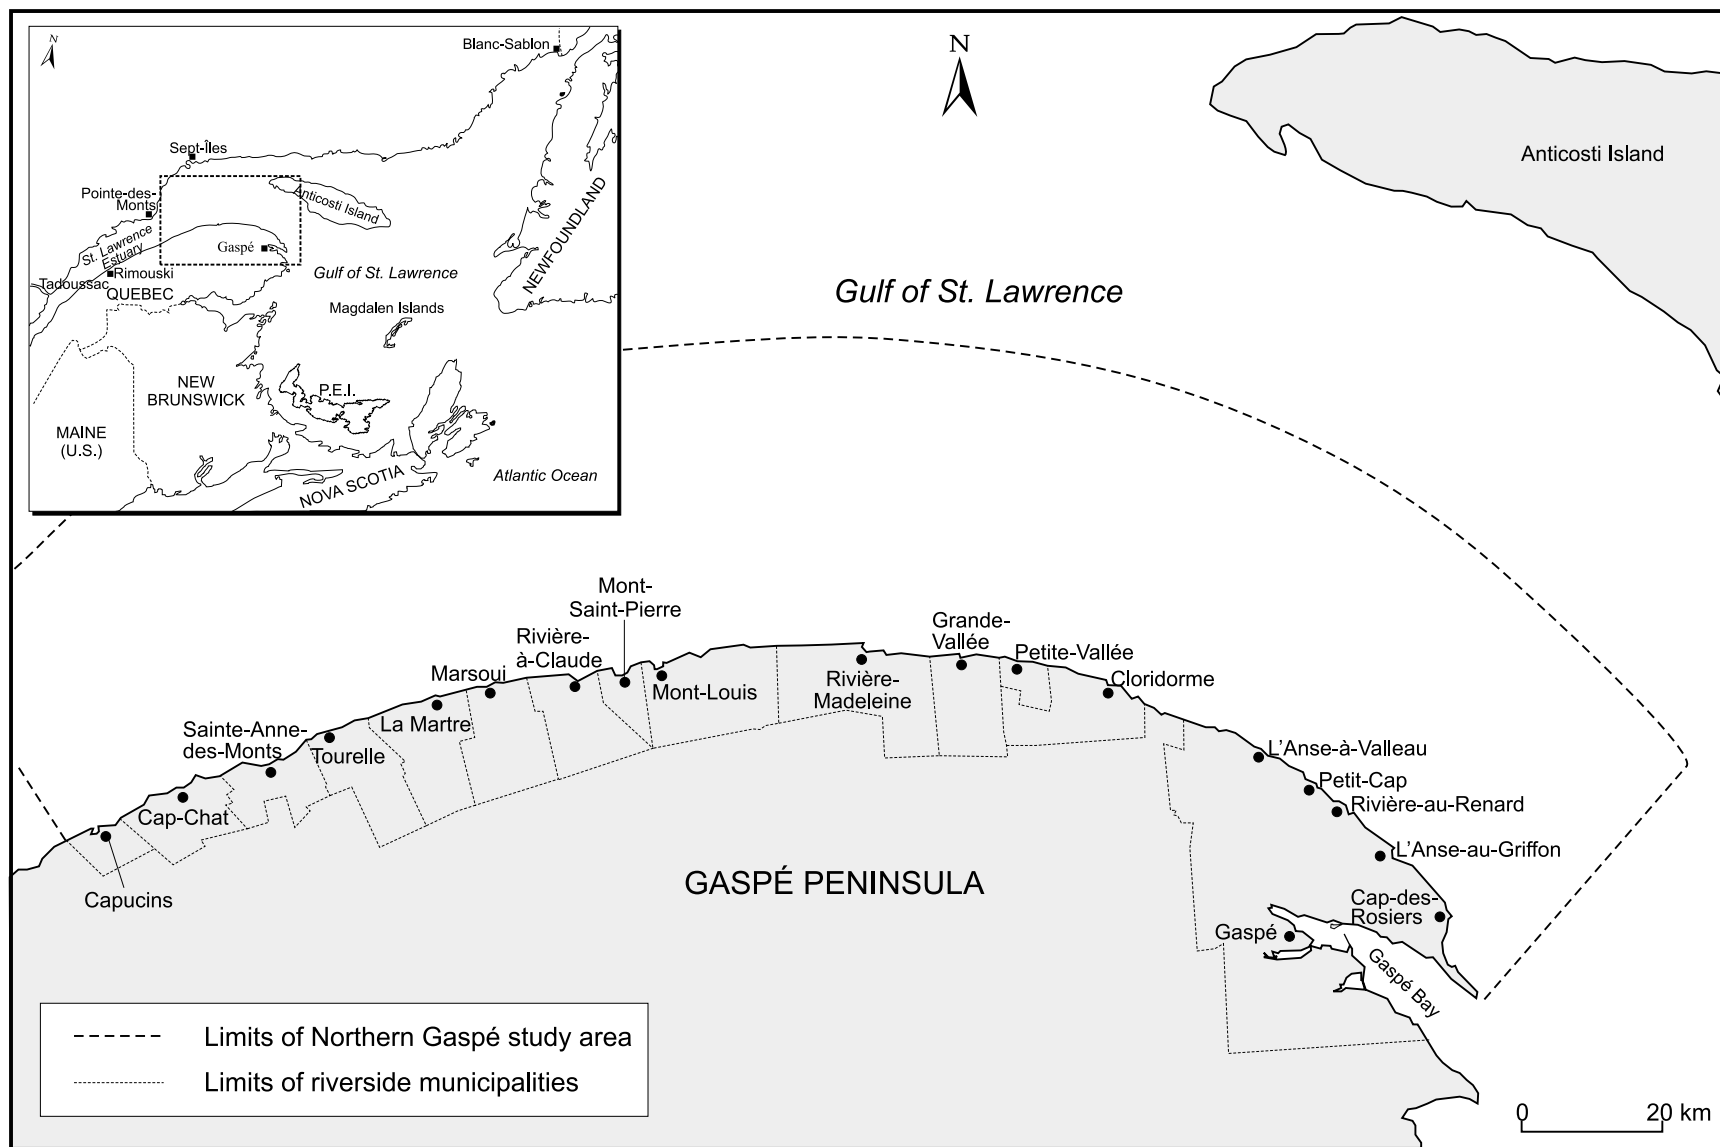 N
Blanc-Sablon
Sept-Îles
Pointe-des-
Monts
Anticosti Island
St. Lawrence
Estuary
Gaspé
Rimouski
Tadoussac
QUEBEC
Gulf of St. Lawrence
Magdalen Islands
NEWFOUNDLAND
NEW
BRUNSWICK
P.E.I.
MAINE
(U.S.)
NOVA SCOTIA
Atlantic Ocean
N
Anticosti Island
Gulf of St. Lawrence
Mont-
Saint-Pierre
Rivière-
à-Claude
Marsoui
Mont-Louis
La Martre
Sainte-Anne-
des-Monts
Tourelle
Cap-Chat
Capucins
Grande-
Vallée
Petite-Vallée
Rivière-
Madeleine
Cloridorme
L'Anse-à-Valleau
Petit-Cap
Rivière-au-Renard
L'Anse-au-Griffon
Cap-des-
Rosiers
Gaspé
Gaspé Bay
GASPÉ PENINSULA
Limits of Northern Gaspé study area
Limits of riverside municipalities
0 20 km